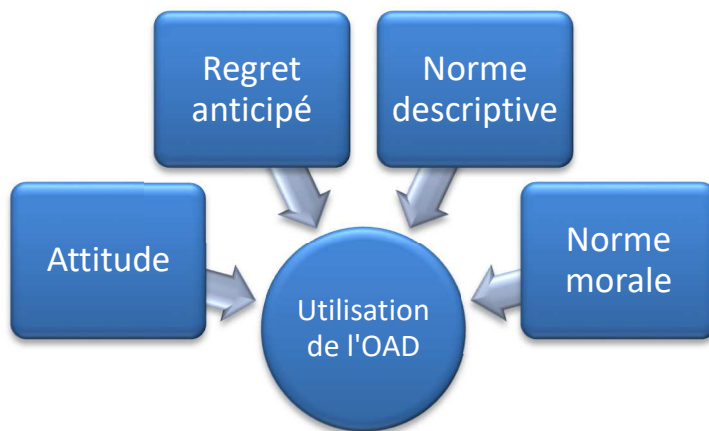 Regret
anticipé
Norme
descriptive
Attitude
Norme
morale
Utilisation
de l'OAD